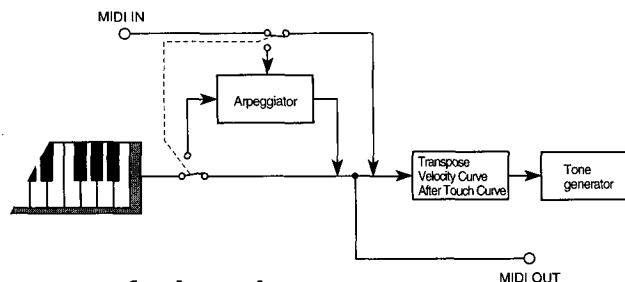 MIDI IN
Arpeggiator
Transpose
Velocity Curve
After Touch Curve
Tone
generator
MIDI OUT